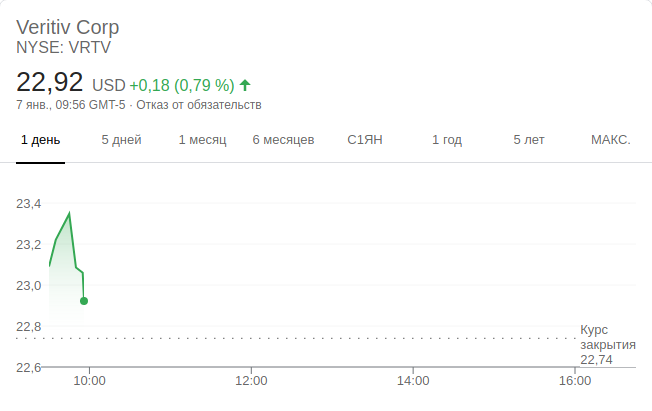 Veritiv Corp
NYSE: VRTV
22,92 USD +0,18 (0,79 %)
7 янв., 09:56 GMT-5 · Отказ от обязательств
1 день 5 дней 1 месяц 6 месяцев С1ЯН 1 год 5 лет МАКС.
23,4
23,2
23,0
22,8
Курс
закрытия
22,74
22,6
10:00 12:00 14:00 16:00